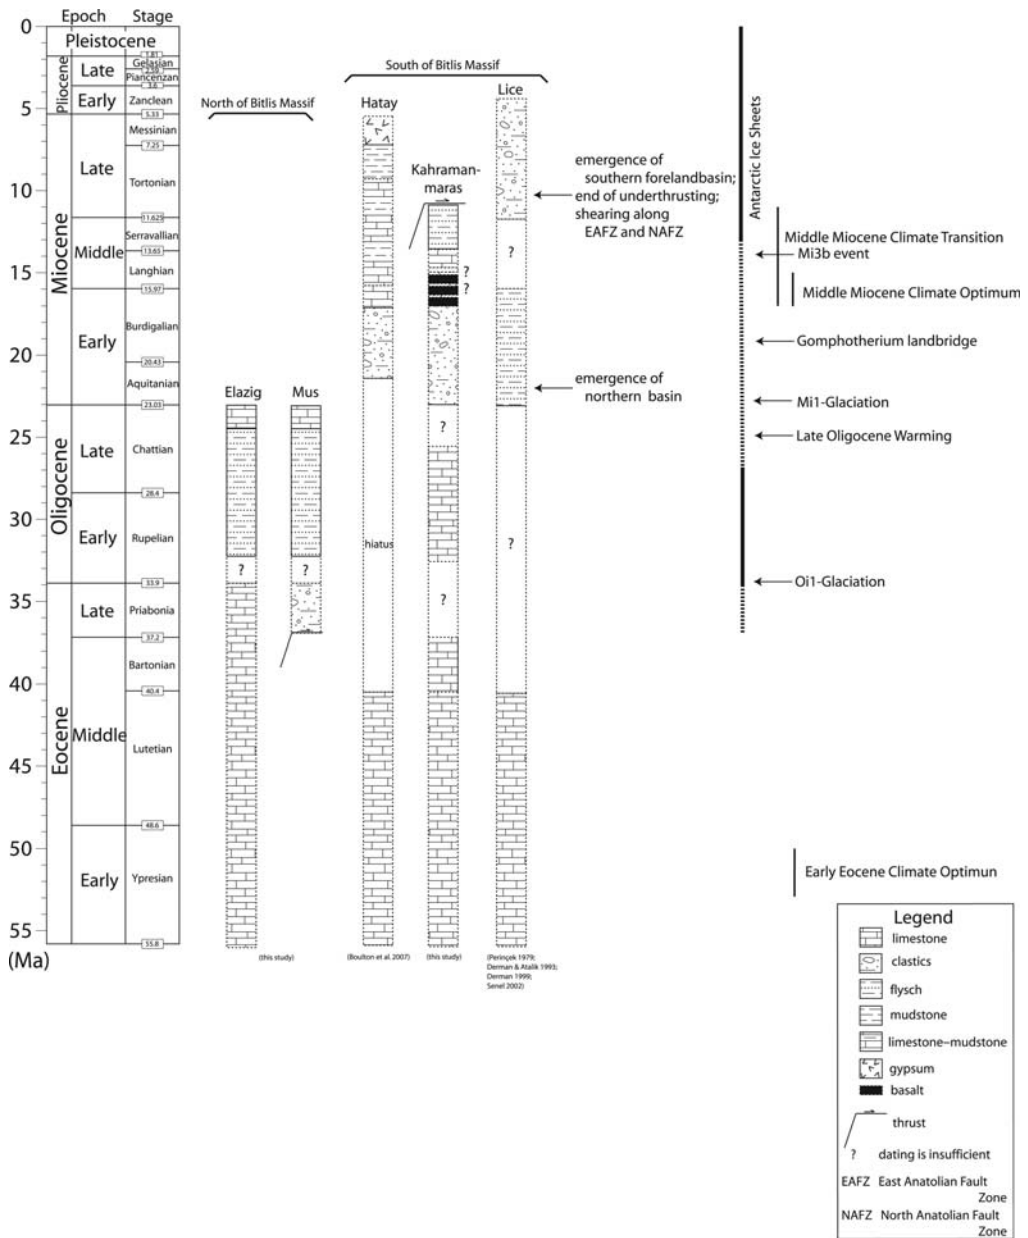 Epoch
Stage
0
5
10
15
20
25
30
35
40
45
50
55
(Ma)
Pleistocene
Pliocene
Miocene
Oligocene
Eocene
Late
Early
Late
Middle
Early
Late
Early
Late
Middle
Early
1.81
Gelasian
2.59
Piancenzan
3.6
Zanclean
5.33
Messinian
7.25
Tortonian
11.625
Serravallian
13.65
Langhian
15.97
Burdigalian
20.43
Aquitanian
23.03
Chattian
28.4
Rupelian
33.9
Priabonia
37.2
Bartonian
40.4
Lutetian
48.6
Ypresian
55.8
North of Bitlis Massif
South of Bitlis Massif
Elazig
?
(this study)
Mus
?
Hatay
hiatus
(Boulton et al. 2007)
Kahraman-
maras
?
?
?
?
(this study)
Lice
?
?
(Perinçek 1979;
Derman & Atalik 1993;
Derman 1999;
Senel 2002)
emergence of
southern forelandbasin;
end of underthrusting;
shearing along
EAFZ and NAFZ
emergence of
northern basin
Antarctic Ice Sheets
Middle Miocene Climate Transition
Mi3b event
Middle Miocene Climate Optimum
Gomphotherium landbridge
Mi1-Glaciation
Late Oligocene Warming
Oi1-Glaciation
Early Eocene Climate Optimun
Legend
limestone
clastics
flysch
mudstone
limestone–mudstone
gypsum
basalt
thrust
? dating is insufficient
EAFZ East Anatolian Fault
Zone
NAFZ North Anatolian Fault
Zone